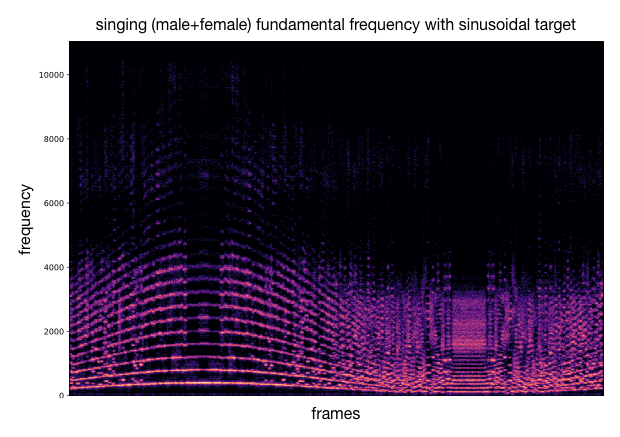 singing (male+female) fundamental frequency with sinusoidal target
10000
8000
6000
4000
2000
0
frequency
frames